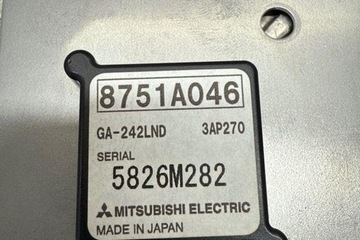 8751A046
GA-242LND 3AP270
SERIAL
5826M282
MITSUBISHI ELECTRIC
MADE IN JAPAN